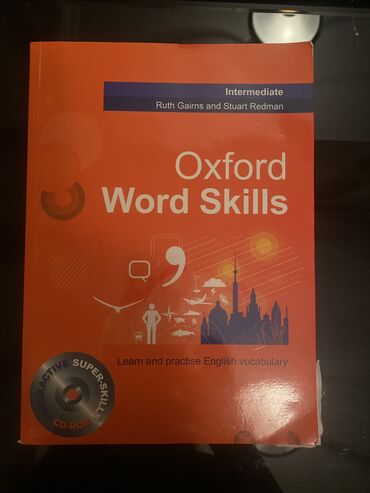 Intermediate
Ruth Gairns and Stuart Redman
Oxford
Word Skills
Learn and practise English vocabulary
INTERACTIVE SUPER-SKILLS
CD-ROM